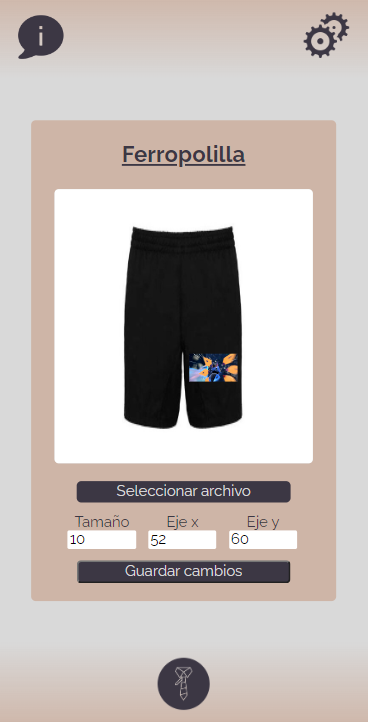 i
Ferropolilla
Seleccionar archivo
Tamaño Eje x Eje y
10 52 60
Guardar cambios